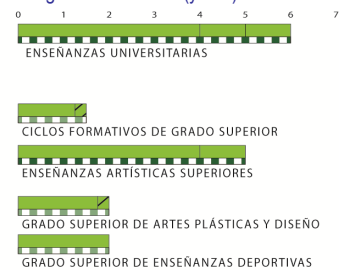 0 1 2 3 4 5 6 7
ENSEÑANZAS UNIVERSITARIAS
CICLOS FORMATIVOS DE GRADO SUPERIOR
ENSEÑANZAS ARTÍSTICAS SUPERIORES
GRADO SUPERIOR DE ARTES PLÁSTICAS Y DISEÑO
GRADO SUPERIOR DE ENSEÑANZAS DEPORTIVAS